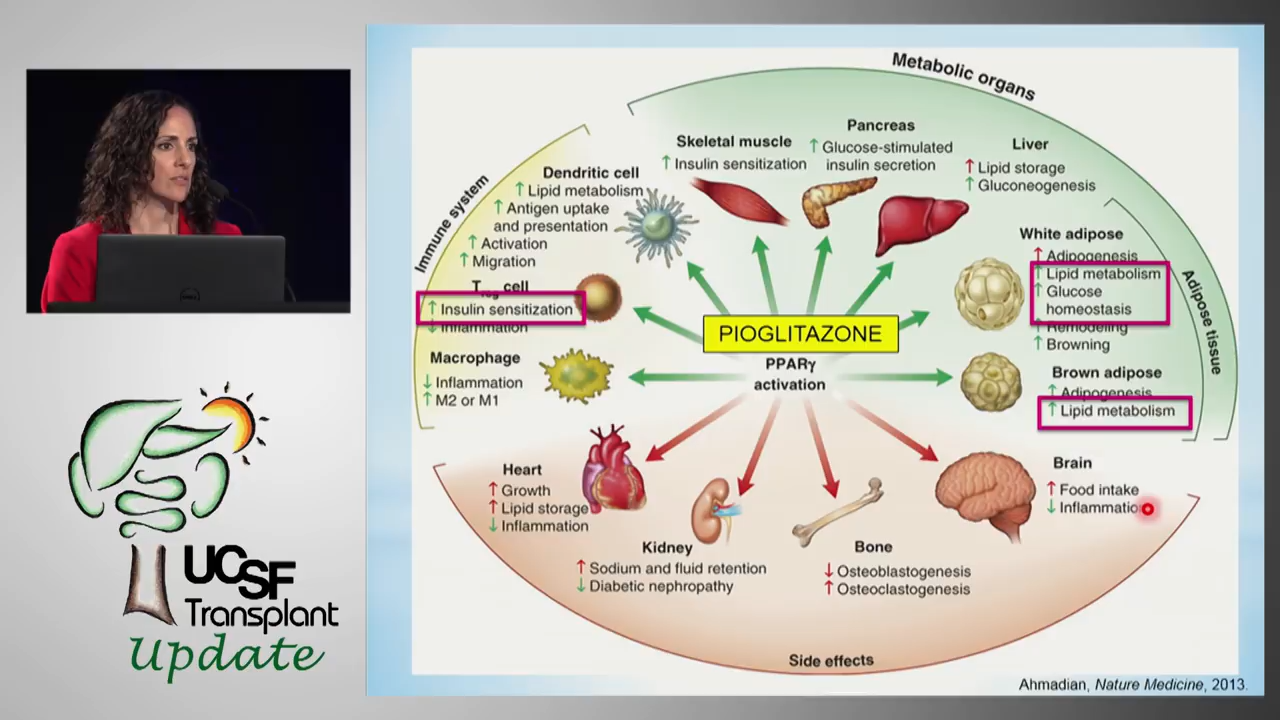 Metabolic organs
Skeletal muscle
↑ Insulin sensitization
Pancreas
↑ Glucose-stimulated
insulin secretion
Liver
↑ Lipid storage
↑ Gluconeogenesis
Immune system
Dendritic cell
↑ Lipid metabolism
↑ Antigen uptake
and presentation
↑ Activation
↑ Migration
Treg cell
↑ Insulin sensitization
↓ Inflammation
Macrophage
↓ Inflammation
↑ M2 or M1
White adipose
↑ Adipogenesis
↑ Lipid metabolism
↑ Glucose
homeostasis
↑ Remodeling
↑ Browning
Adipose tissue
Brown adipose
↑ Adipogenesis
↑ Lipid metabolism
PIOGLITAZONE
PPARγ
activation
Heart
↑ Growth
↑ Lipid storage
↓ Inflammation
Kidney
↑ Sodium and fluid retention
↓ Diabetic nephropathy
Bone
↓ Osteoblastogenesis
↑ Osteoclastogenesis
Brain
↑ Food intake
↓ Inflammatio
Side effects
Ahmadian, Nature Medicine, 2013.
DELL
UCSF
Transplant
Update